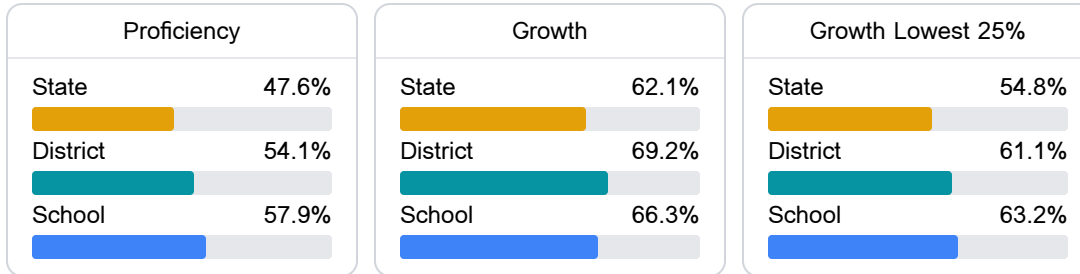 Proficiency
State 47.6%
District 54.1%
School 57.9%
Growth
State 62.1%
District 69.2%
School 66.3%
Growth Lowest 25%
State 54.8%
District 61.1%
School 63.2%